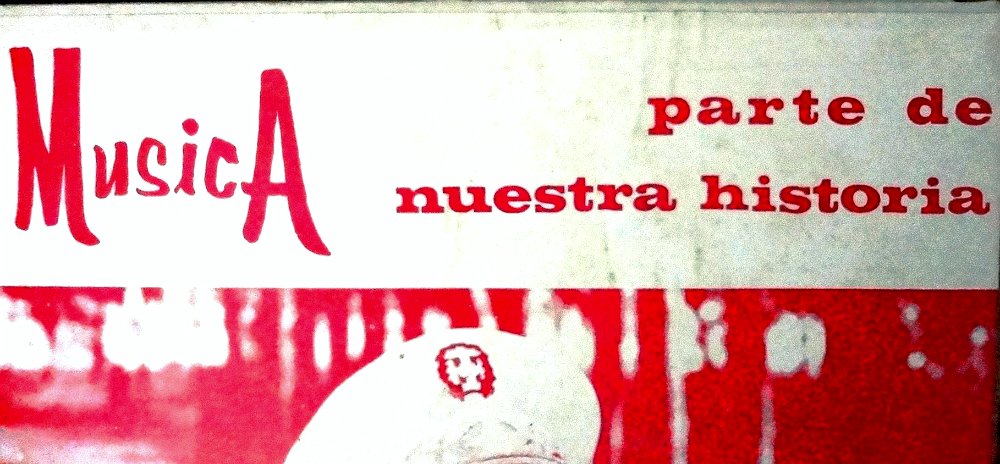 MusicA
parte de
nuestra historia